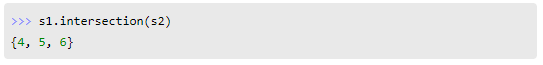 >>> s1.intersection(s2)
{4, 5, 6}